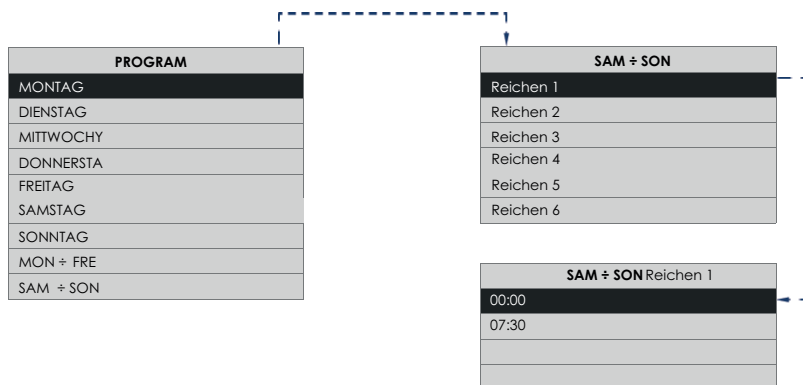 PROGRAM
MONTAG
DIENSTAG
MITTWOCHY
DONNERSTA
FREITAG
SAMSTAG
SONNTAG
MON ÷ FRE
SAM ÷ SON
SAM ÷ SON
Reichen 1
Reichen 2
Reichen 3
Reichen 4
Reichen 5
Reichen 6
SAM ÷ SON Reichen 1
00:00
07:30